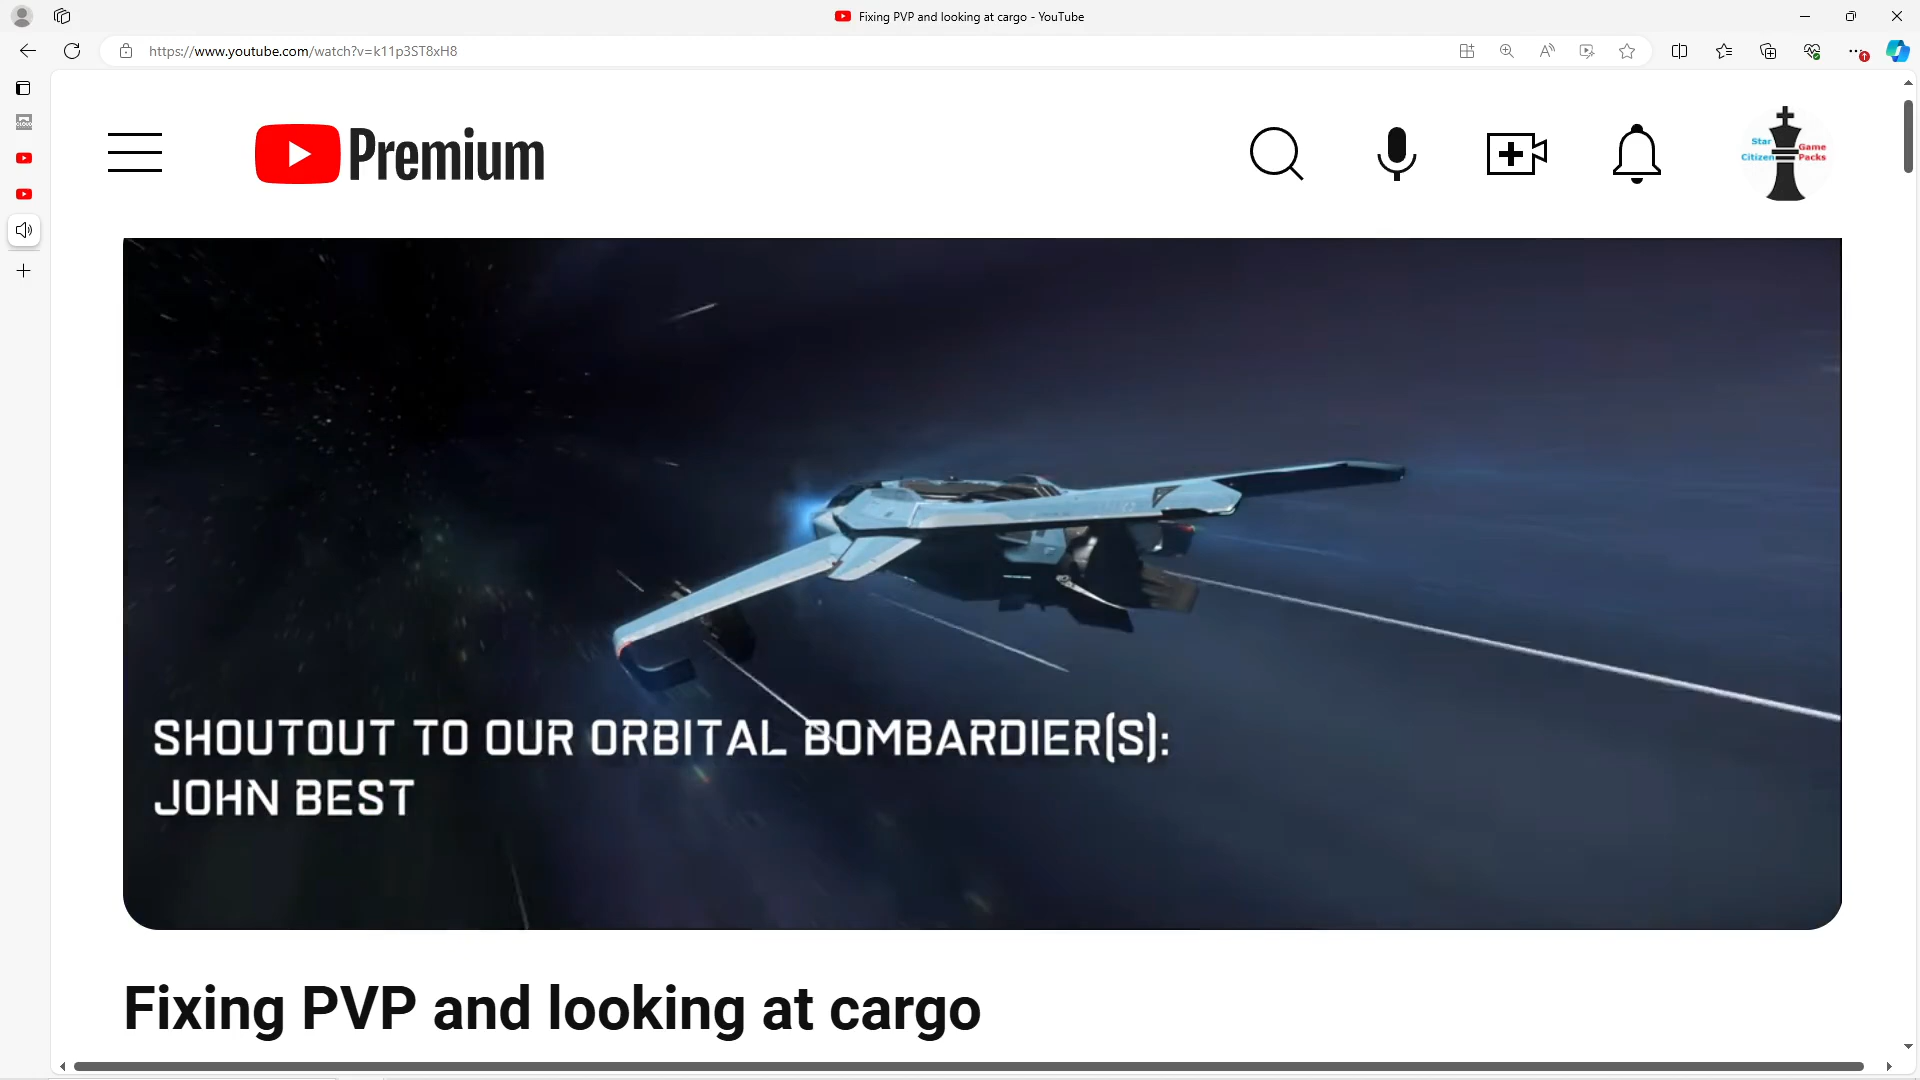 Fixing PVP and looking at cargo - YouTube
https://www.youtube.com/watch?v=k11p3ST8xH8
Premium
Star Citizen Game Packs
SHOUTOUT TO OUR ORBITAL BOMBARDIER(S):
JOHN BEST
Fixing PVP and looking at cargo